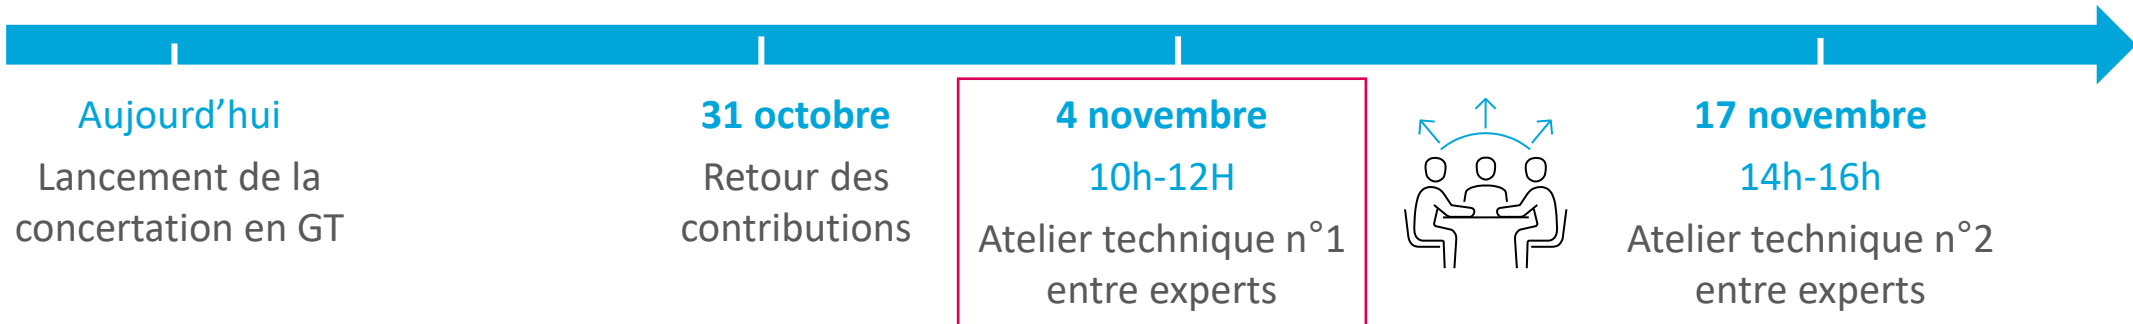 Aujourd’hui
Lancement de la
concertation en GT
31 octobre
Retour des
contributions
4 novembre
10h-12H
Atelier technique n°1
entre experts
17 novembre
14h-16h
Atelier technique n°2
entre experts